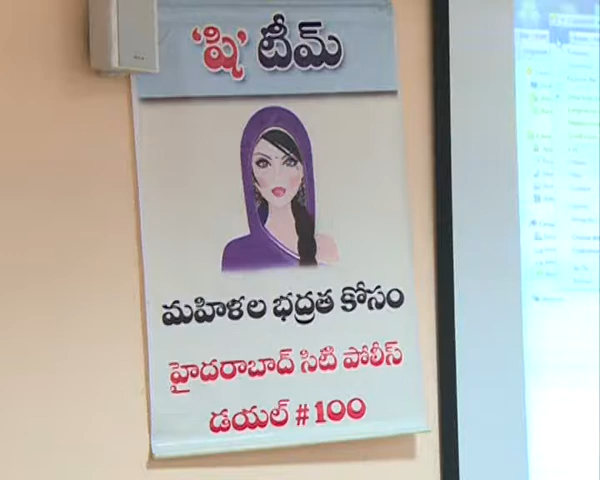 'షి' టీమ్
మహిళల భద్రత కోసం
హైదరాబాద్ సిటి పోలీస్
డయల్ # 100